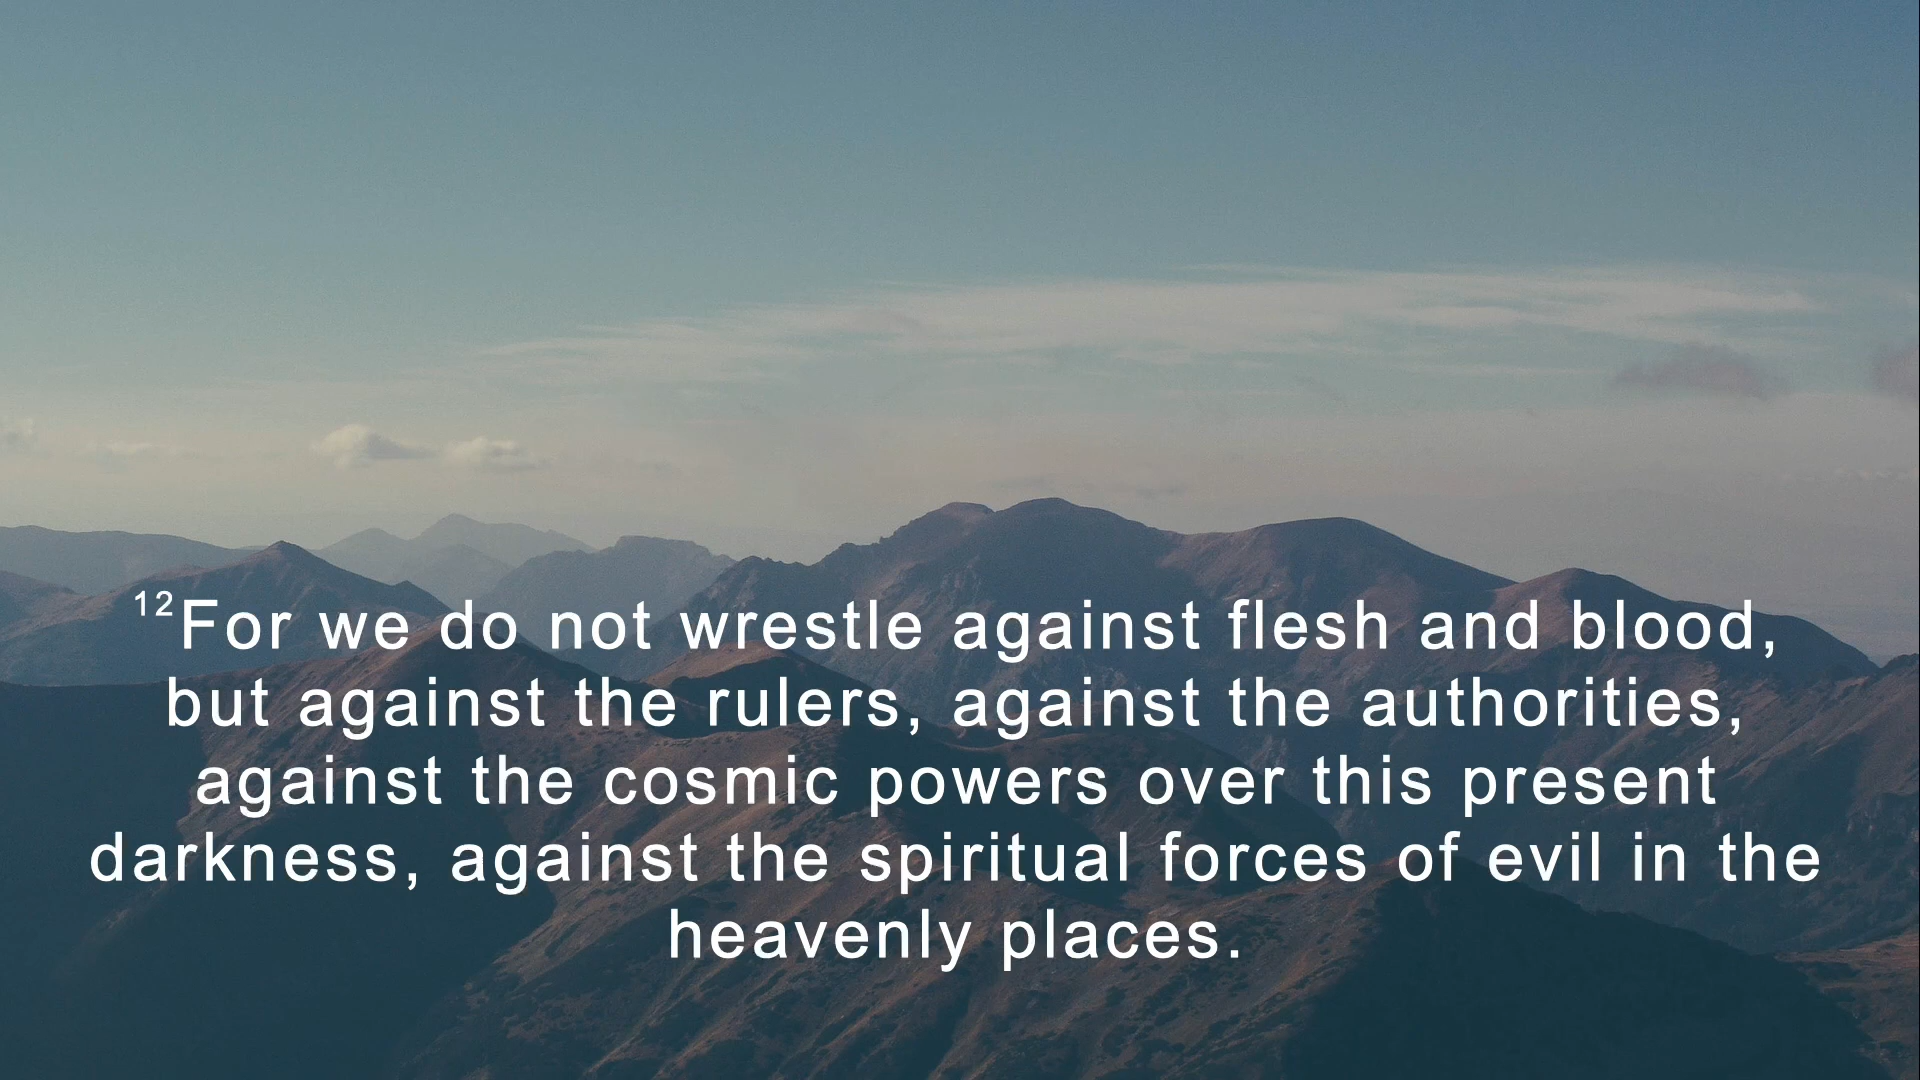 ¹²For we do not wrestle against flesh and blood,
but against the rulers, against the authorities,
against the cosmic powers over this present
darkness, against the spiritual forces of evil in the
heavenly places.